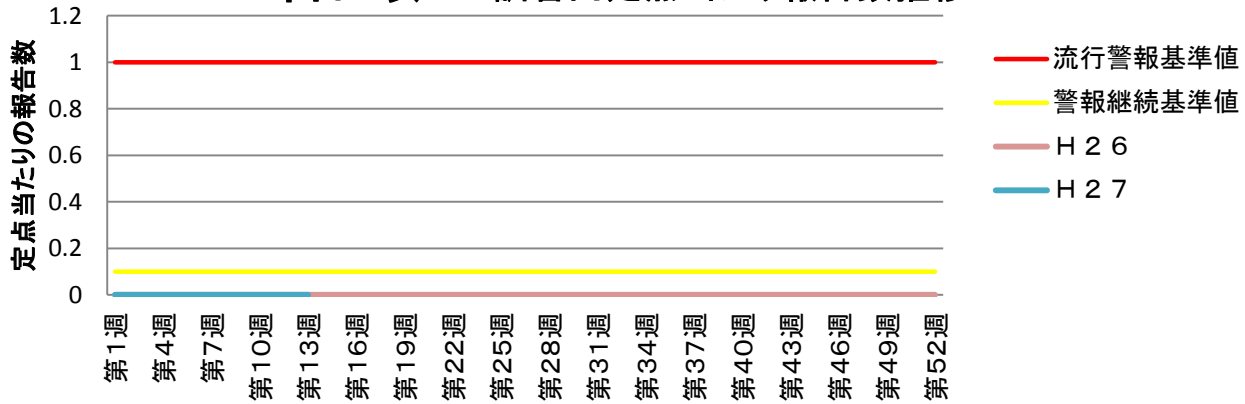 1.2
1
0.8
0.6
0.4
0.2
0
定点当たりの報告数
第1週
第4週
第7週
第10週
第13週
第16週
第19週
第22週
第25週
第28週
第31週
第34週
第37週
第40週
第43週
第46週
第49週
第52週
流行警報基準値
警報継続基準値
Ｈ２６
Ｈ２７